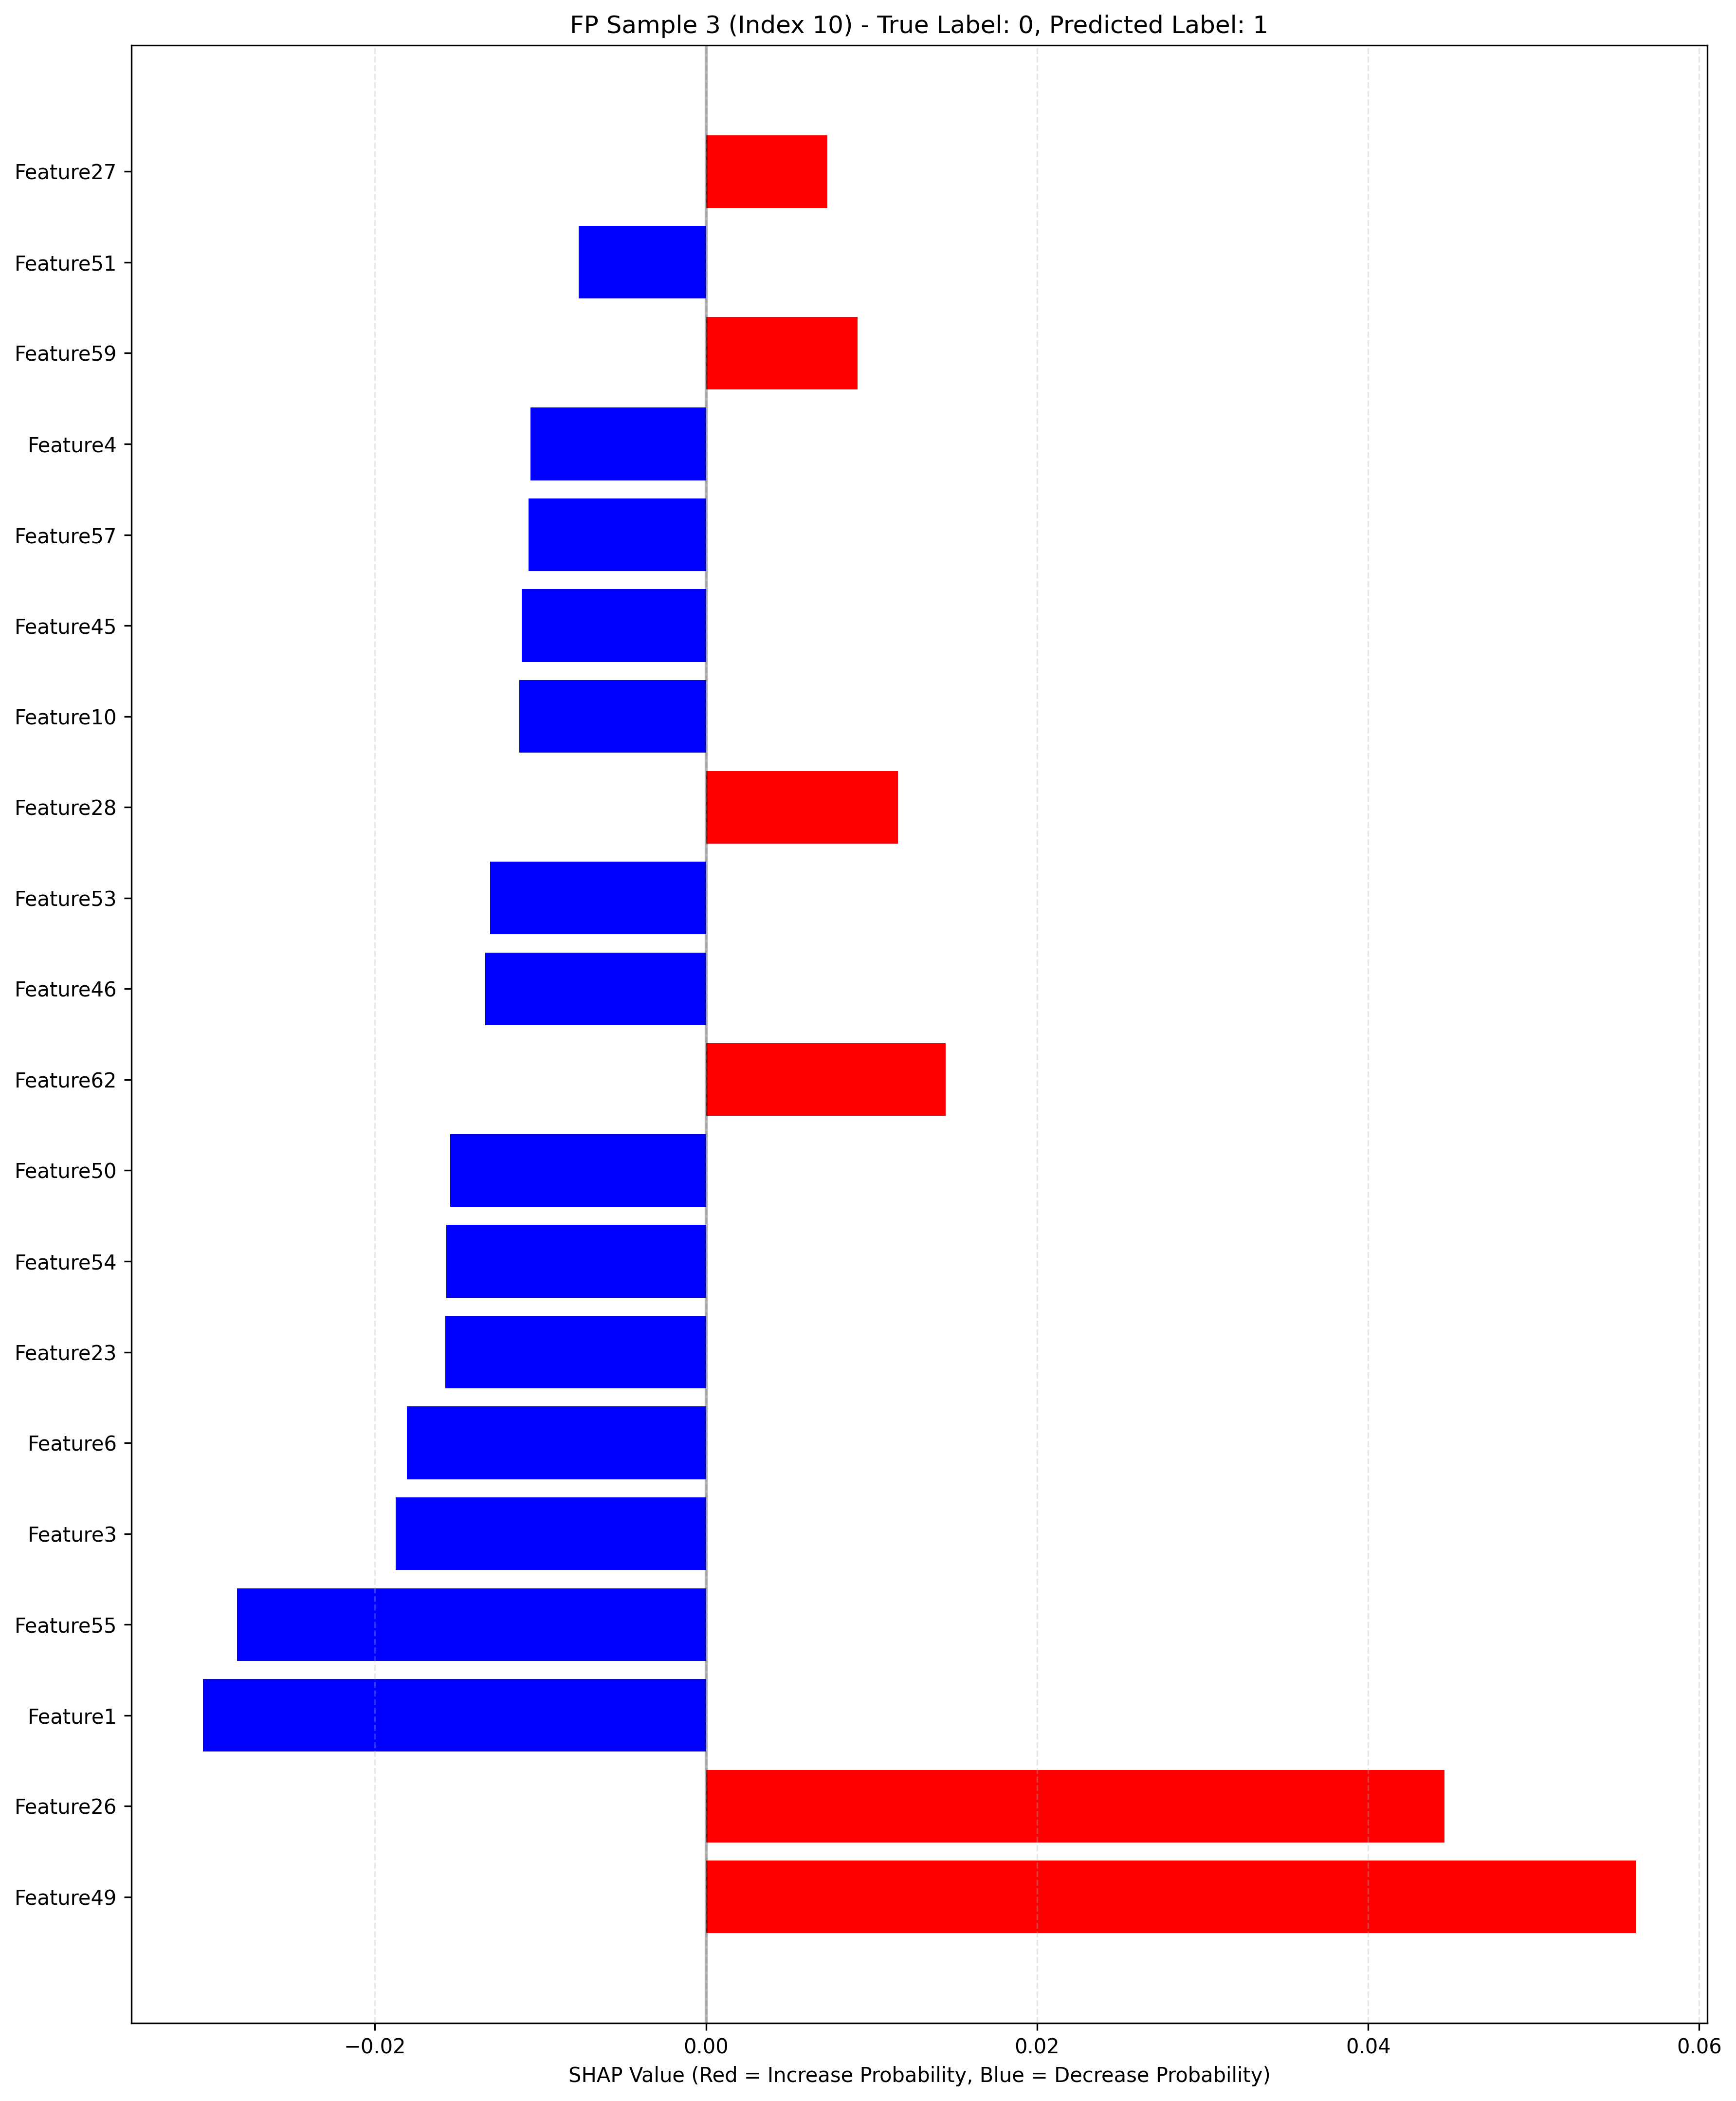 FP Sample 3 (Index 10) - True Label: 0, Predicted Label: 1
Feature27
Feature51
Feature59
Feature4
Feature57
Feature45
Feature10
Feature28
Feature53
Feature46
Feature62
Feature50
Feature54
Feature23
Feature6
Feature3
Feature55
Feature1
Feature26
Feature49
−0.02 0.00 0.02 0.04 0.06
SHAP Value (Red = Increase Probability, Blue = Decrease Probability)